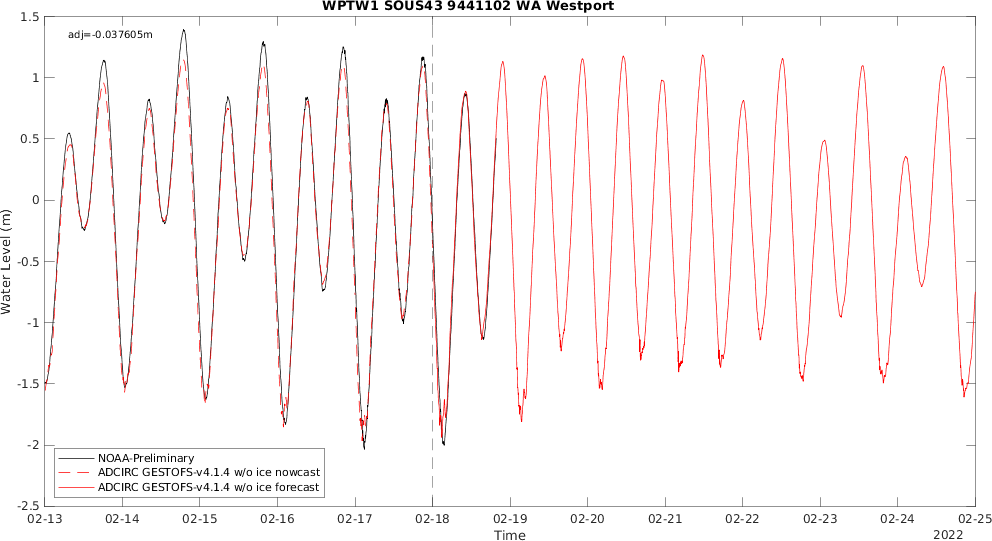 WPTW1 SOUS43 9441102 WA Westport
adj=-0.037605m
1.5
1
0.5
0
-0.5
-1
-1.5
-2
-2.5
Water Level (m)
NOAA-Preliminary
ADCIRC GESTOFS-v4.1.4 w/o ice nowcast
ADCIRC GESTOFS-v4.1.4 w/o ice forecast
02-13 02-14 02-15 02-16 02-17 02-18 02-19 02-20 02-21 02-22 02-23 02-24 02-25
Time
2022